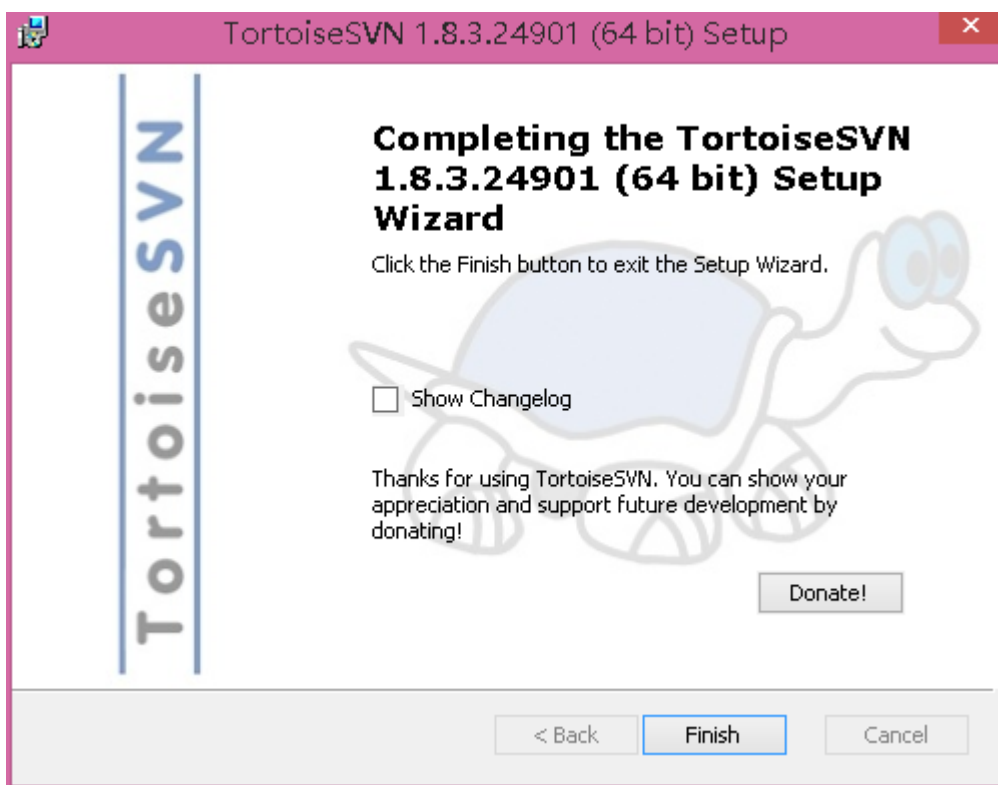 TortoiseSVN 1.8.3.24901 (64 bit) Setup
TortoiseSVN
Completing the TortoiseSVN
1.8.3.24901 (64 bit) Setup
Wizard
Click the Finish button to exit the Setup Wizard.
Show Changelog
Thanks for using TortoiseSVN. You can show your
appreciation and support future development by
donating!
Donate!
< Back
Finish
Cancel